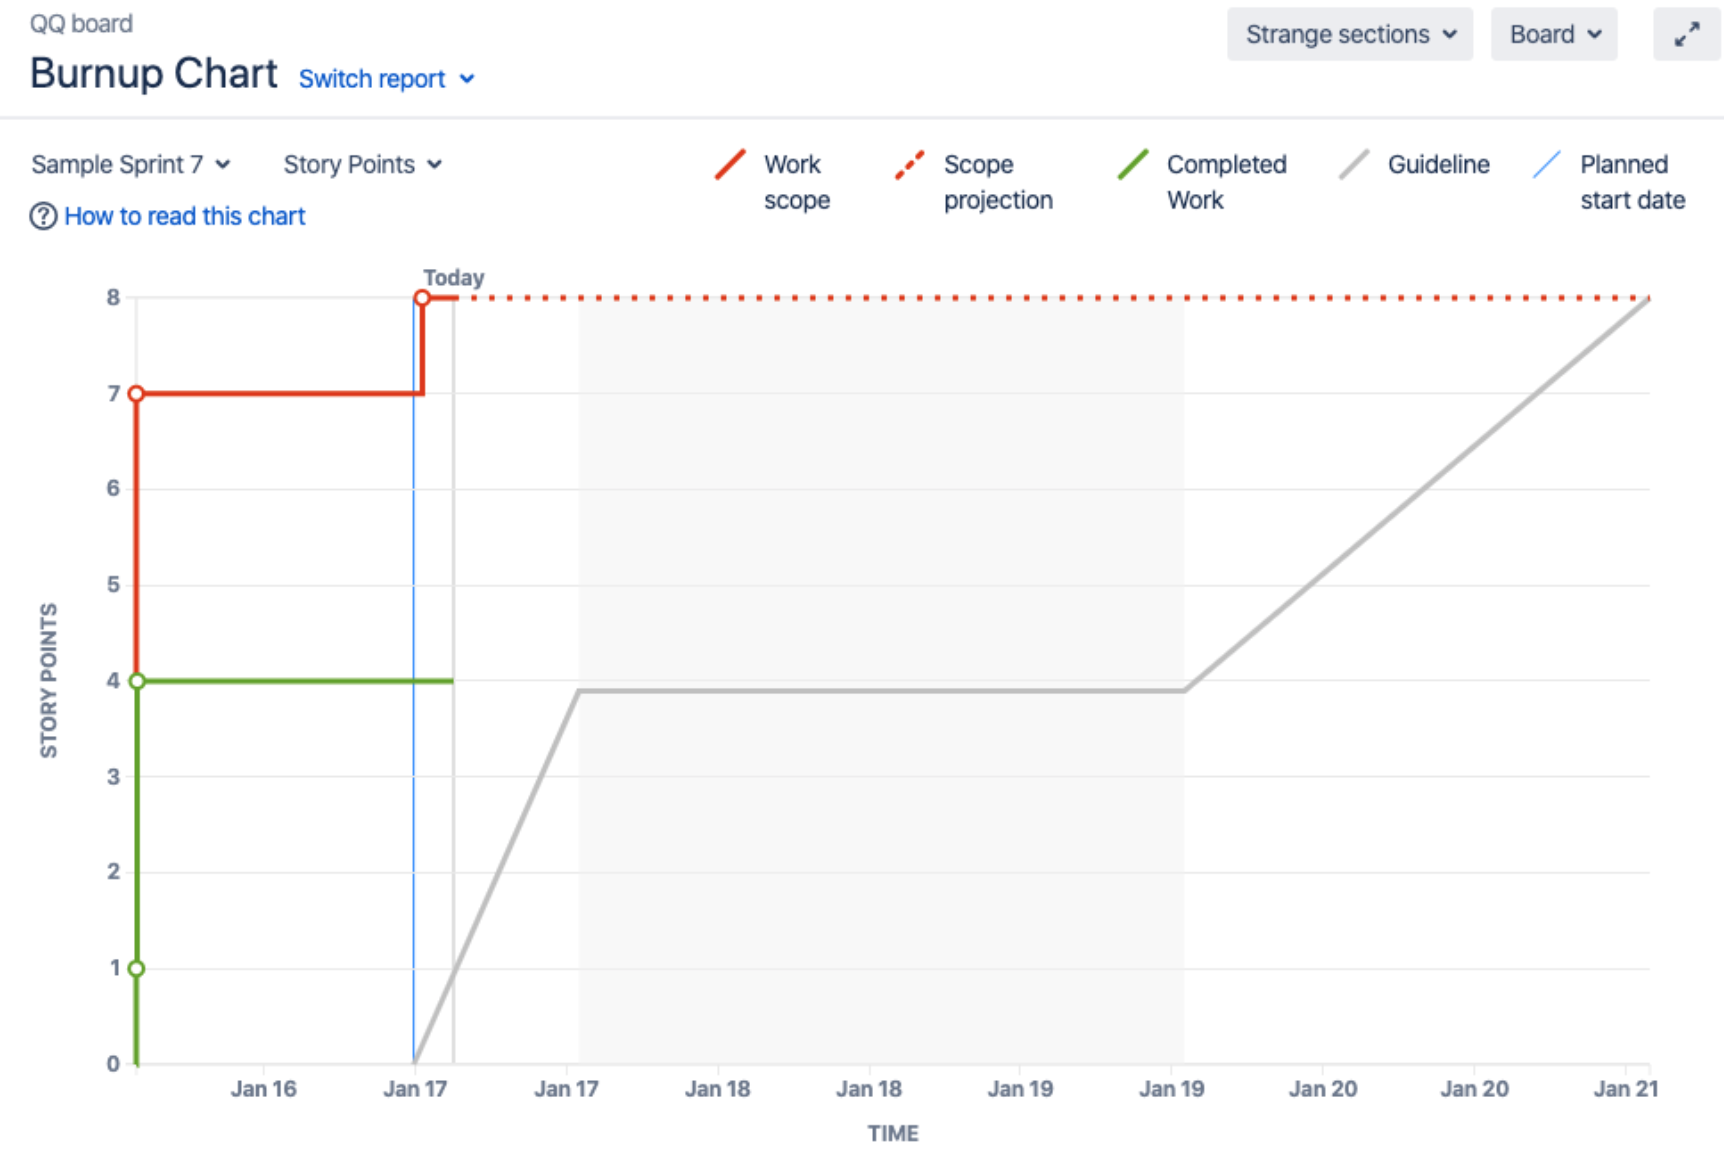 QQ board
Burnup Chart
Switch report
Strange sections
Board
Sample Sprint 7
Story Points
How to read this chart
Work
scope
Scope
projection
Completed
Work
Guideline
Planned
start date
Today
8
7
6
5
4
3
2
1
0
STORY POINTS
Jan 16
Jan 17
Jan 17
Jan 18
Jan 18
Jan 19
Jan 19
Jan 20
Jan 20
Jan 21
TIME